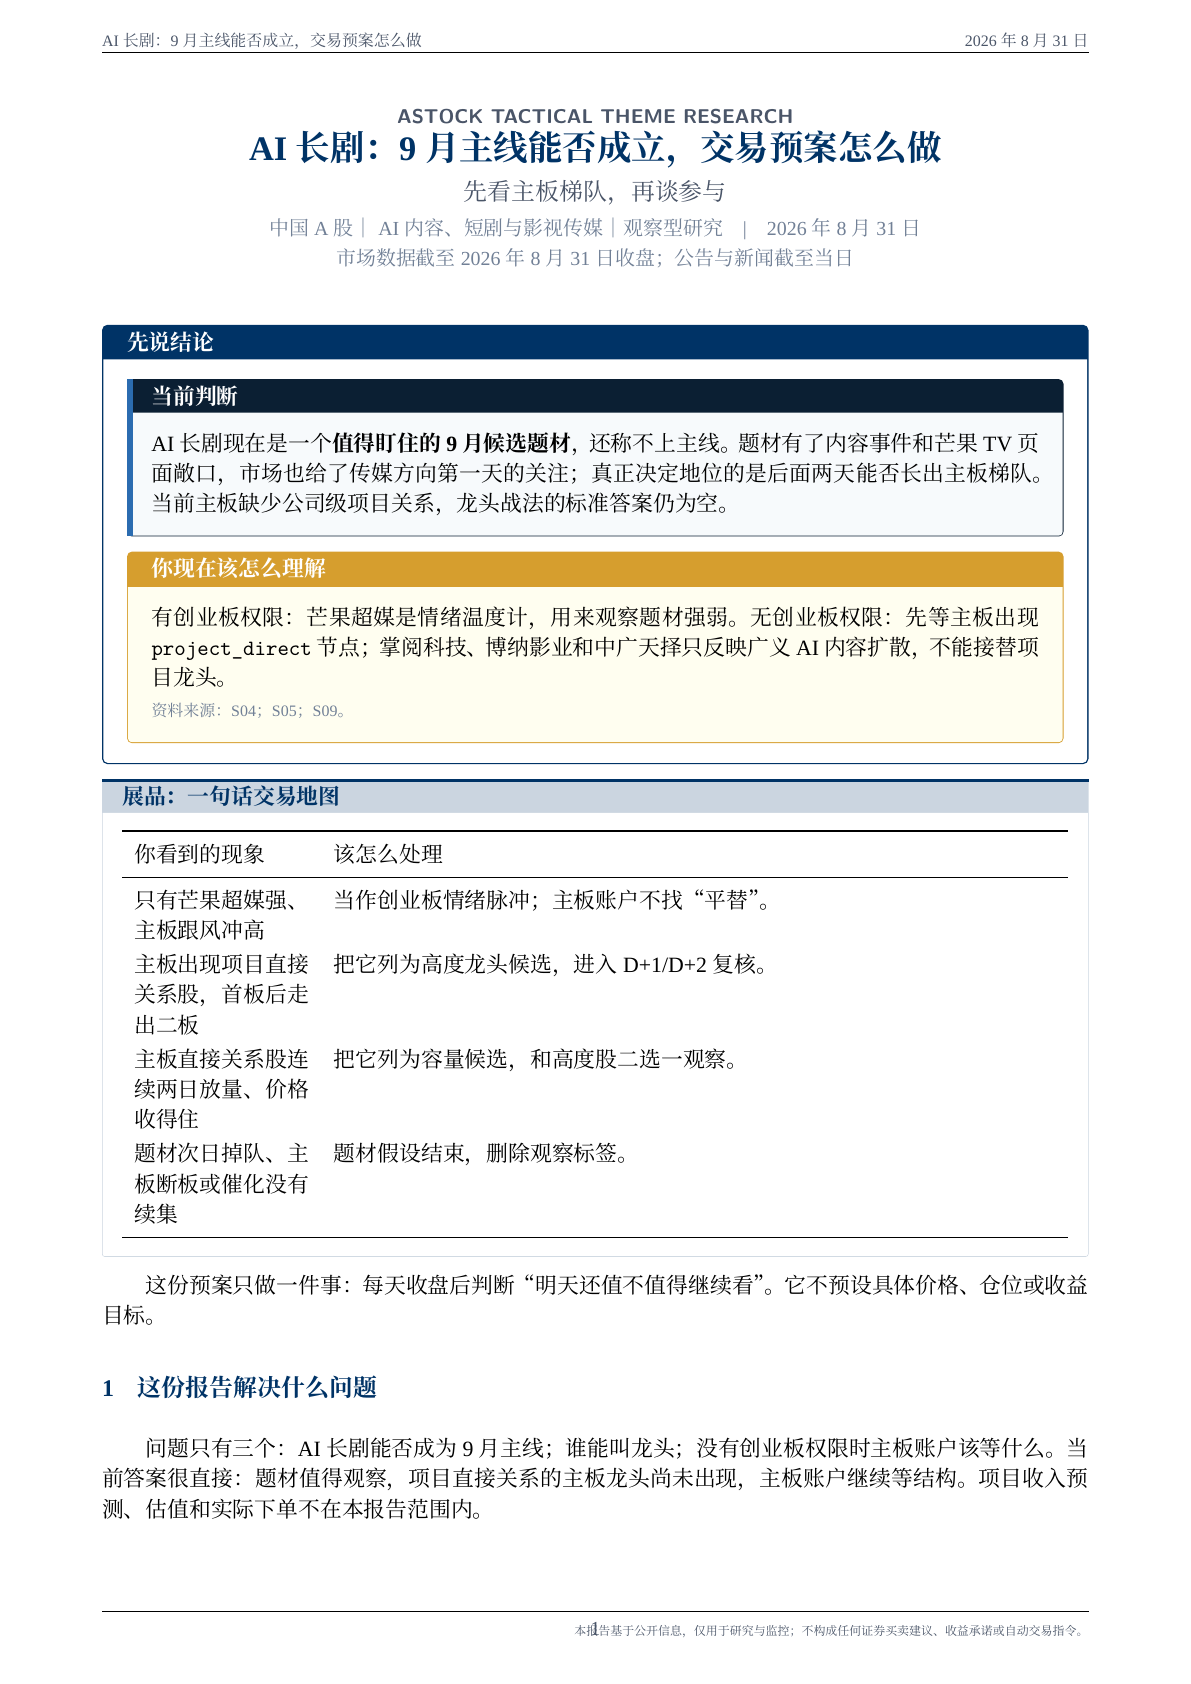 AI 长剧：9 月主线能否成立，交易预案怎么做
2026 年 8 月 31 日
ASTOCK TACTICAL THEME RESEARCH
AI 长剧：9 月主线能否成立，交易预案怎么做
先看主板梯队，再谈参与
中国 A 股｜ AI 内容、短剧与影视传媒｜观察型研究 | 2026 年 8 月 31 日
市场数据截至 2026 年 8 月 31 日收盘；公告与新闻截至当日
先说结论
当前判断
AI 长剧现在是一个值得盯住的 9 月候选题材，还称不上主线。题材有了内容事件和芒果 TV 页
面敞口，市场也给了传媒方向第一天的关注；真正决定地位的是后面两天能否长出主板梯队。
当前主板缺少公司级项目关系，龙头战法的标准答案仍为空。
你现在该怎么理解
有创业板权限：芒果超媒是情绪温度计，用来观察题材强弱。无创业板权限：先等主板出现
project_direct 节点；掌阅科技、博纳影业和中广天择只反映广义 AI 内容扩散，不能接替项
目龙头。
资料来源：S04；S05；S09。
展品：一句话交易地图
你看到的现象 该怎么处理
只有芒果超媒强、 当作创业板情绪脉冲；主板账户不找“平替”。
主板跟风冲高
主板出现项目直接 把它列为高度龙头候选，进入 D+1/D+2 复核。
关系股，首板后走
出二板
主板直接关系股连 把它列为容量候选，和高度股二选一观察。
续两日放量、价格
收得住
题材次日掉队、主 题材假设结束，删除观察标签。
板断板或催化没有
续集
这份预案只做一件事：每天收盘后判断“明天还值不值得继续看”。它不预设具体价格、仓位或收益
目标。
1 这份报告解决什么问题
问题只有三个：AI 长剧能否成为 9 月主线；谁能叫龙头；没有创业板权限时主板账户该等什么。当
前答案很直接：题材值得观察，项目直接关系的主板龙头尚未出现，主板账户继续等结构。项目收入预
测、估值和实际下单不在本报告范围内。
1
本报告基于公开信息，仅用于研究与监控；不构成任何证券买卖建议、收益承诺或自动交易指令。